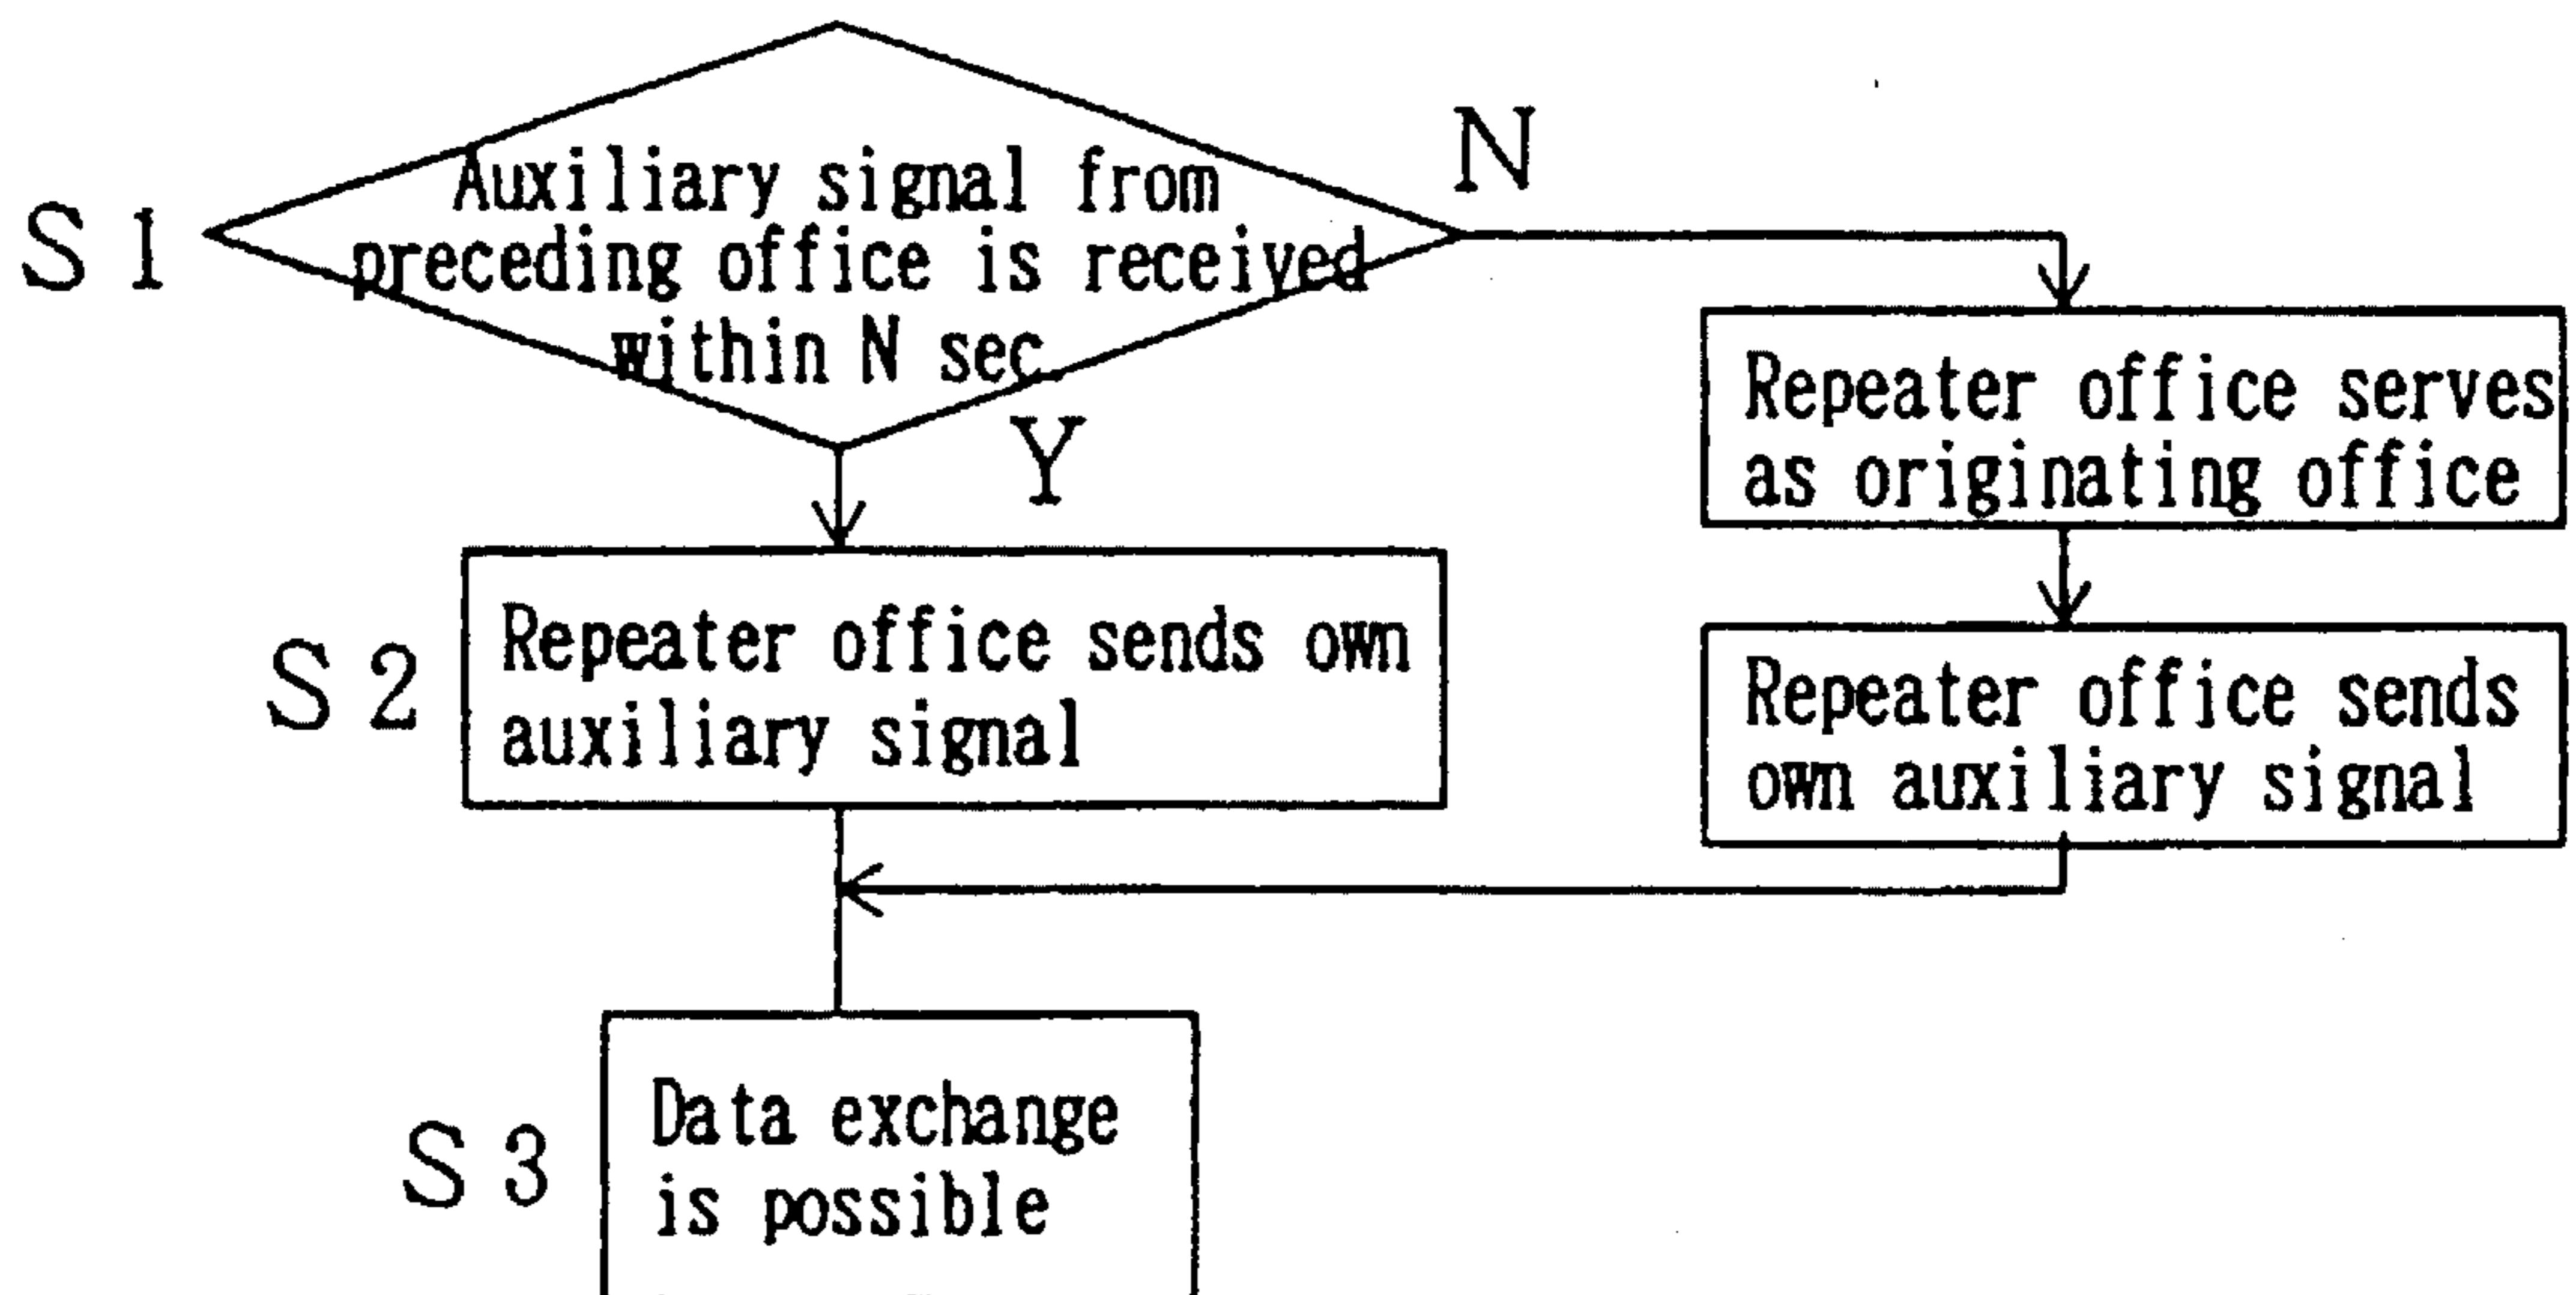 S1
Auxiliary signal from
preceding office is received
within N sec.
N
Y
Repeater office serves
as originating office
S2
Repeater office sends own
auxiliary signal
Repeater office sends
own auxiliary signal
S3
Data exchange
is possible